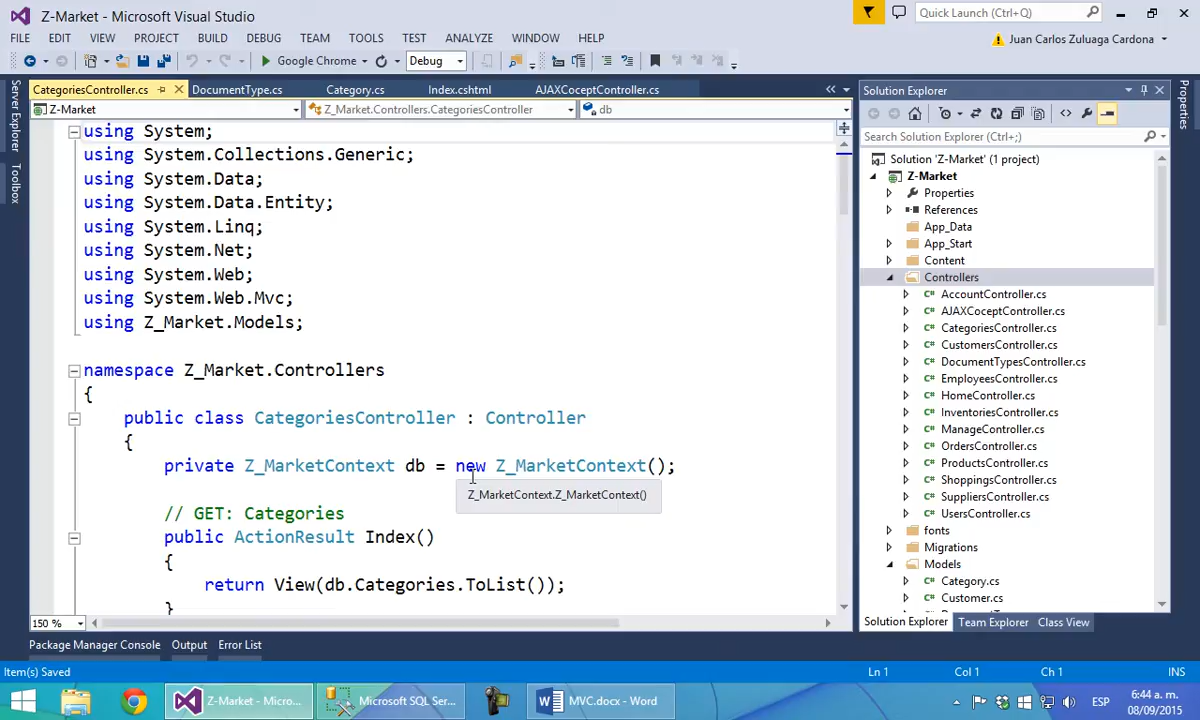 Z-Market - Microsoft Visual Studio
Quick Launch (Ctrl+Q)
FILE EDIT VIEW PROJECT BUILD DEBUG TEAM TOOLS TEST ANALYZE WINDOW HELP
Juan Carlos Zuluaga Cardona
Google Chrome
Debug
Server Explorer
Toolbox
CategoriesController.cs
DocumentType.cs
Category.cs
Index.cshtml
AJAXCoceptController.cs
Z-Market
Z_Market.Controllers.CategoriesController
db
using System;
using System.Collections.Generic;
using System.Data;
using System.Data.Entity;
using System.Linq;
using System.Net;
using System.Web;
using System.Web.Mvc;
using Z_Market.Models;
namespace Z_Market.Controllers
{
public class CategoriesController : Controller
{
private Z_MarketContext db = new Z_MarketContext();
Z_MarketContext.Z_MarketContext()
// GET: Categories
public ActionResult Index()
{
return View(db.Categories.ToList());
}
150 %
Solution Explorer
Properties
Search Solution Explorer (Ctrl+;)
Solution 'Z-Market' (1 project)
Z-Market
Properties
References
App_Data
App_Start
Content
Controllers
C# AccountController.cs
C# AJAXCoceptController.cs
C# CategoriesController.cs
C# CustomersController.cs
C# DocumentTypesController.cs
C# EmployeesController.cs
C# HomeController.cs
C# InventoriesController.cs
C# ManageController.cs
C# OrdersController.cs
C# ProductsController.cs
C# ShoppingsController.cs
C# SuppliersController.cs
C# UsersController.cs
fonts
Migrations
Models
C# Category.cs
C# Customer.cs
Solution Explorer Team Explorer Class View
Package Manager Console Output Error List
Item(s) Saved
Ln 1 Col 1 Ch 1 INS
Z-Market - Micros...
Microsoft SQL Ser...
MVC.docx - Word
ESP
6:44 a. m.
08/09/2015